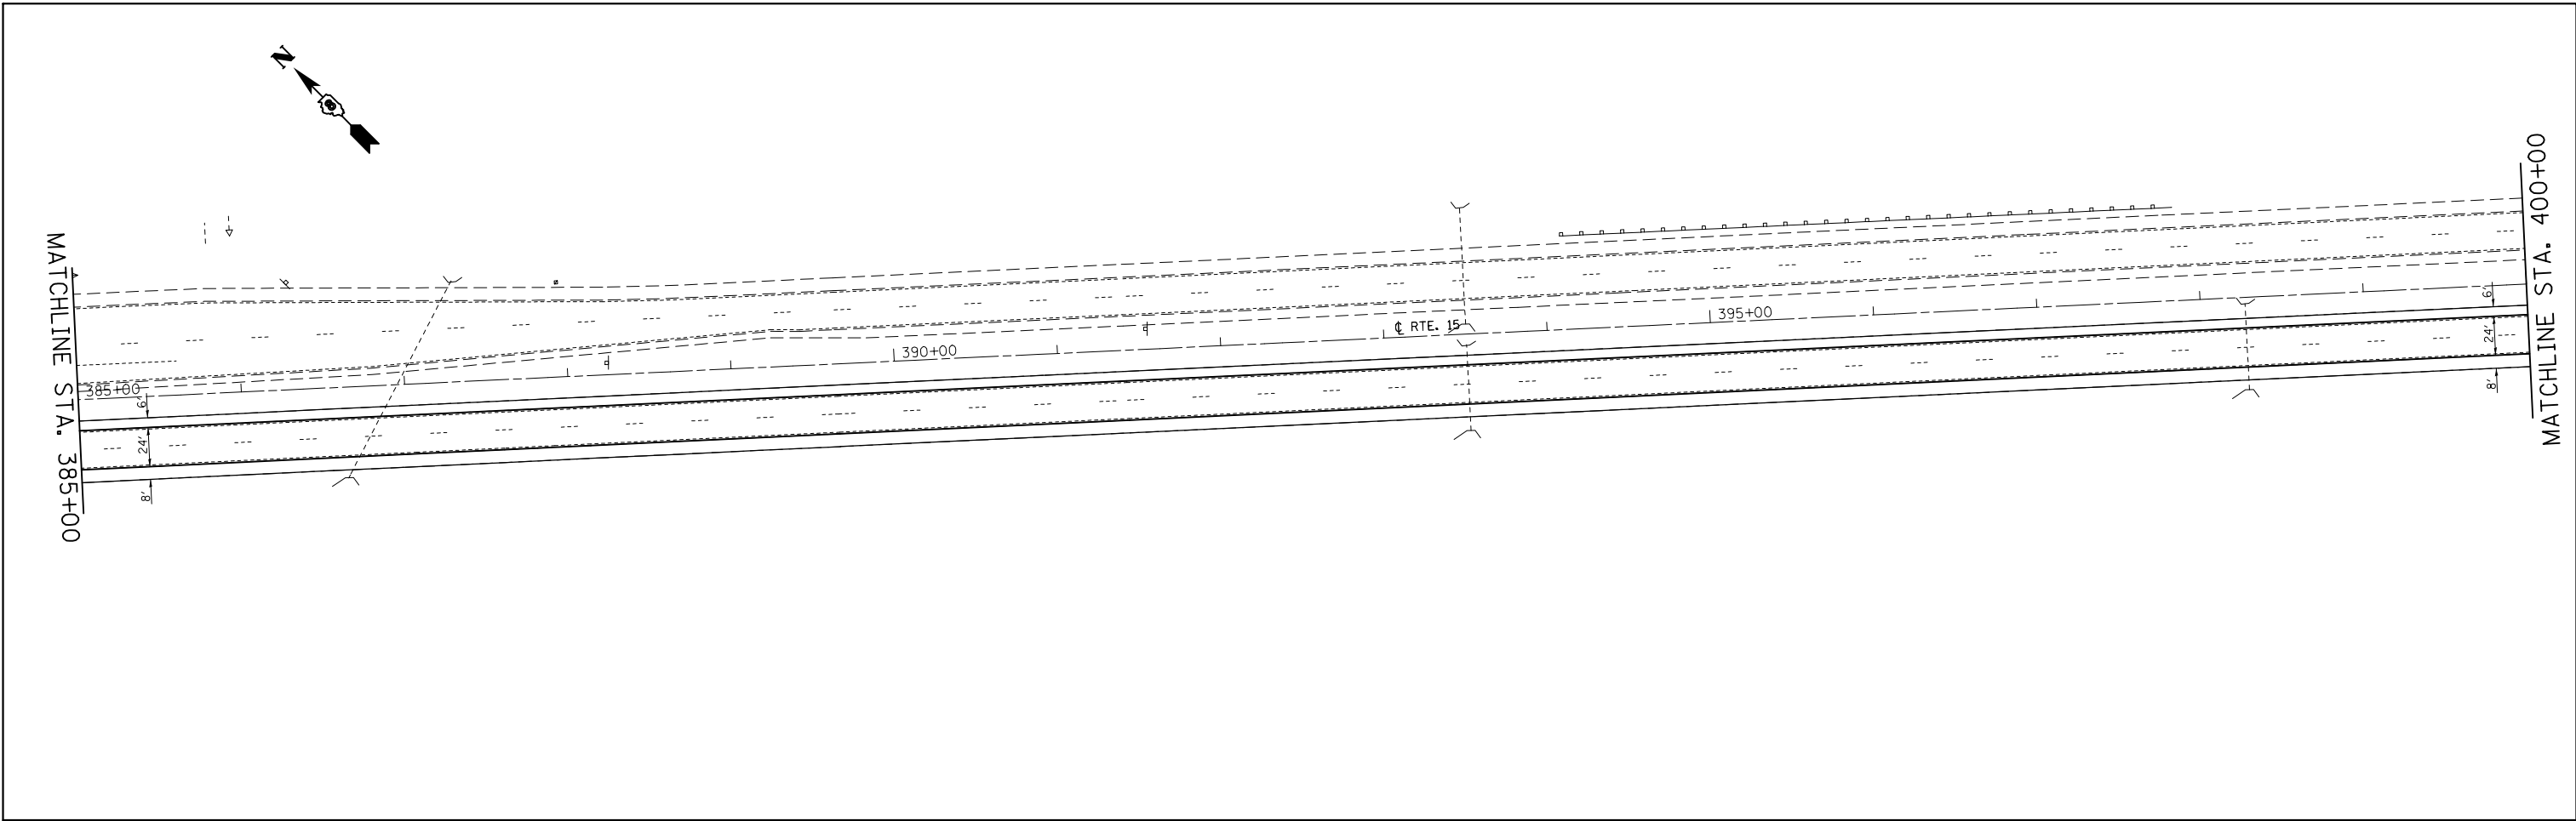 N
MATCHLINE STA. 385+00
385+00
6'
24'
8'
390+00
℄ RTE. 15
395+00
6'
24'
8'
MATCHLINE STA. 400+00